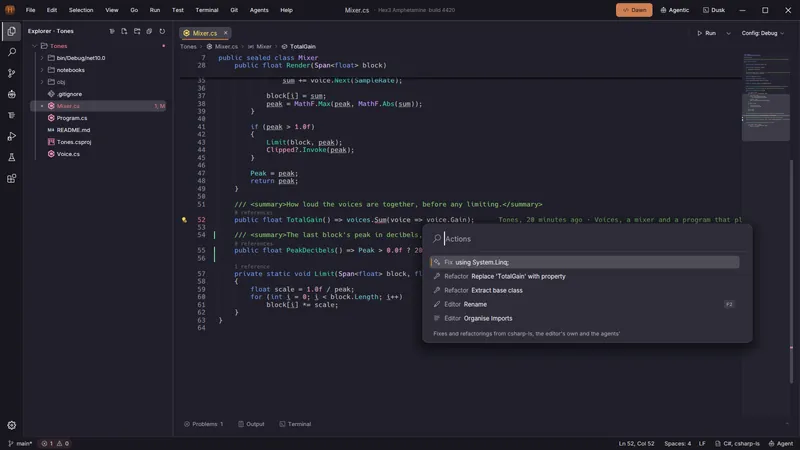 File Edit Selection View Go Run Test Terminal Git Agents Help
Mixer.cs - Hex3 Amphetamine - build 4420
Dawn Agentic Dusk
Explorer · Tones
Mixer.cs ×
Run Config: Debug
Tones > Mixer.cs > Mixer > TotalGain
Tones
bin/Debug/net10.0
notebooks
obj
.gitignore
Mixer.cs 1, M
Program.cs
README.md
Tones.csproj
Voice.cs
7 public sealed class Mixer
28 public float Render(Span<float> block)
35 sum += voice.Next(SampleRate);
36
37 block[i] = sum;
38 peak = MathF.Max(peak, MathF.Abs(sum));
39 }
40
41 if (peak > 1.0f)
42 {
43 Limit(block, peak);
44 Clipped?.Invoke(peak);
45 }
46
47 Peak = peak;
48 return peak;
49 }
50
51 /// <summary>How loud the voices are together, before any limiting.</summary>
0 references
52 public float TotalGain() => voices.Sum(voice => voice.Gain); Tones, 20 minutes ago · Voices, a mixer and a program that pl
53
54 /// <summary>The last block's peak in decibels,
0 references
55 public float PeakDecibels() => Peak > 0.0f ? 20
56
1 reference
57 private static void Limit(Span<float> block, fl
58 {
59 float scale = 1.0f / peak;
60 for (int i = 0; i < block.Length; i++)
61 block[i] *= scale;
62 }
63 }
64
Actions
Fix using System.Linq;
Refactor Replace 'TotalGain' with property
Refactor Extract base class
Editor Rename F2
Editor Organise Imports
Fixes and refactorings from csharp-ls, the editor's own and the agents'
Problems 1 Output Terminal
main* 1 0 Ln 52, Col 52 Spaces: 4 LF C#, csharp-ls Agent